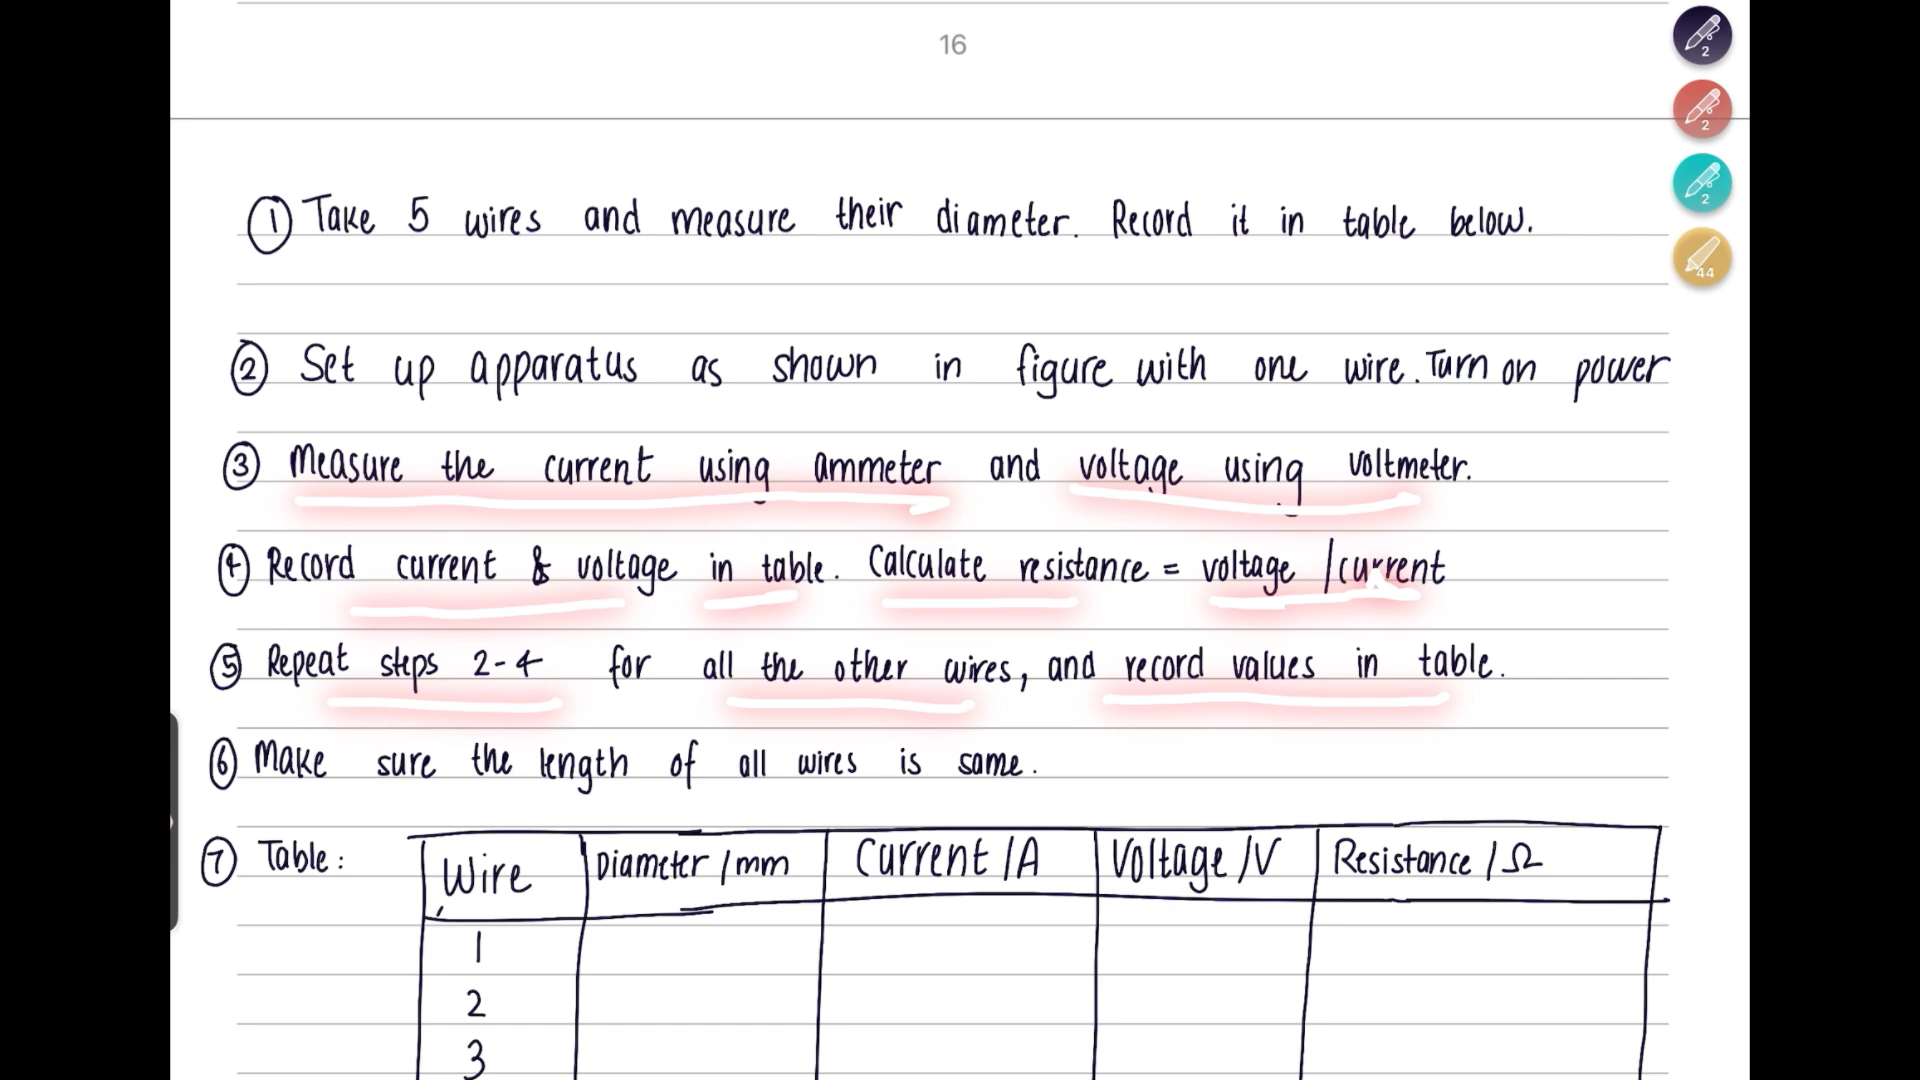 16
2
2
2
44
① Take 5 wires and measure their diameter. Record it in table below.
② Set up apparatus as shown in figure with one wire. Turn on power
③ Measure the current using ammeter and voltage using voltmeter.
④ Record current & voltage in table. Calculate resistance = voltage /current
⑤ Repeat steps 2-4 for all the other wires, and record values in table.
⑥ Make sure the length of all wires is same.
⑦ Table:
Wire Diameter /mm Current /A Voltage /V Resistance /Ω
1
2
3